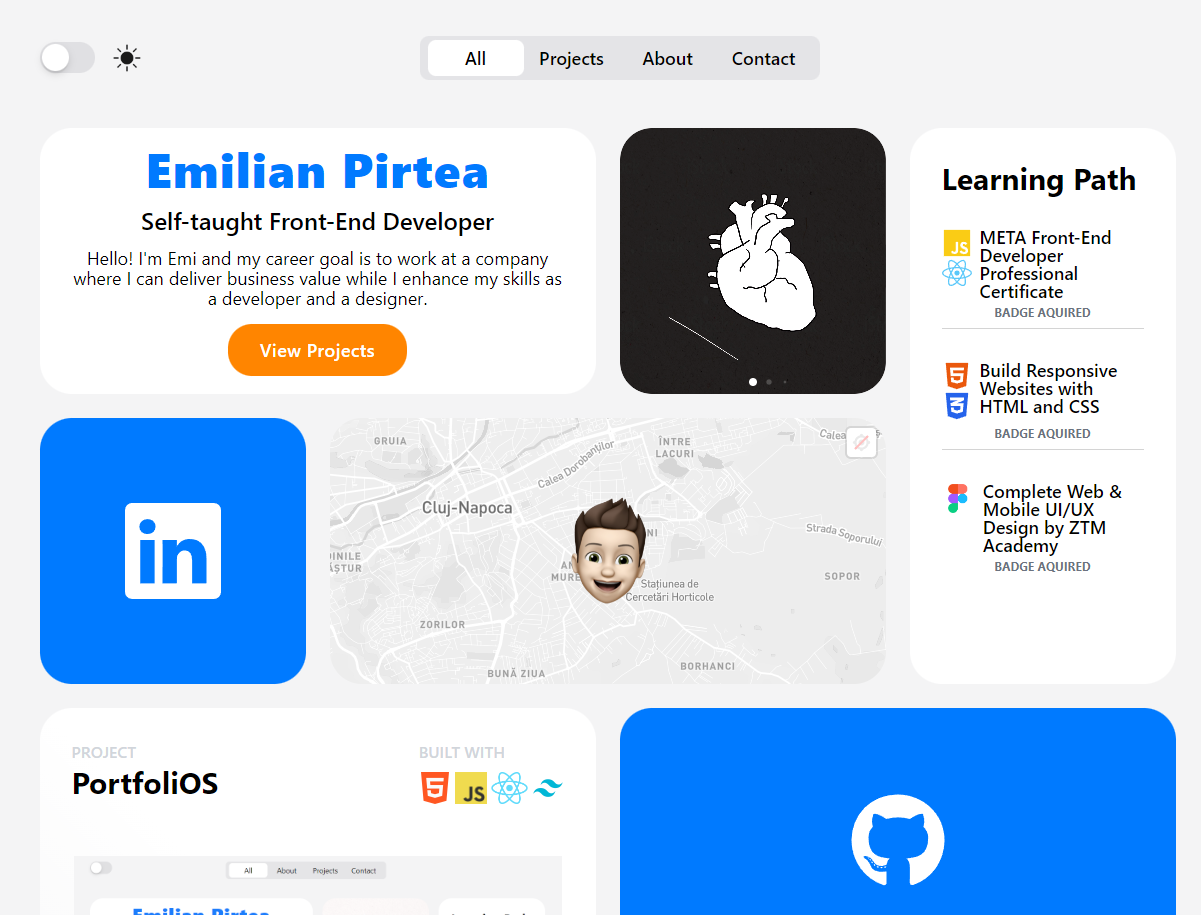 All
Projects
About
Contact
Emilian Pirtea
Self-taught Front-End Developer
Hello! I'm Emi and my career goal is to work at a company
where I can deliver business value while I enhance my skills as
a developer and a designer.
View Projects
Learning Path
JS
META Front-End
Developer
Professional
Certificate
BADGE AQUIRED
5
3
Build Responsive
Websites with
HTML and CSS
BADGE AQUIRED
Complete Web &
Mobile UI/UX
Design by ZTM
Academy
BADGE AQUIRED
in
GRUIA
Calea Dorobanților
ÎNTRE
LACURI
Calea
Cluj-Napoca
Strada Soporului
SOPOR
Stațiunea de
Cercetări Horticole
ZORILOR
BORHANCI
BUNĂ ZIUA
PROJECT
PortfoliOS
BUILT WITH
5
JS
All
About
Projects
Contact
Emilian Pirtea